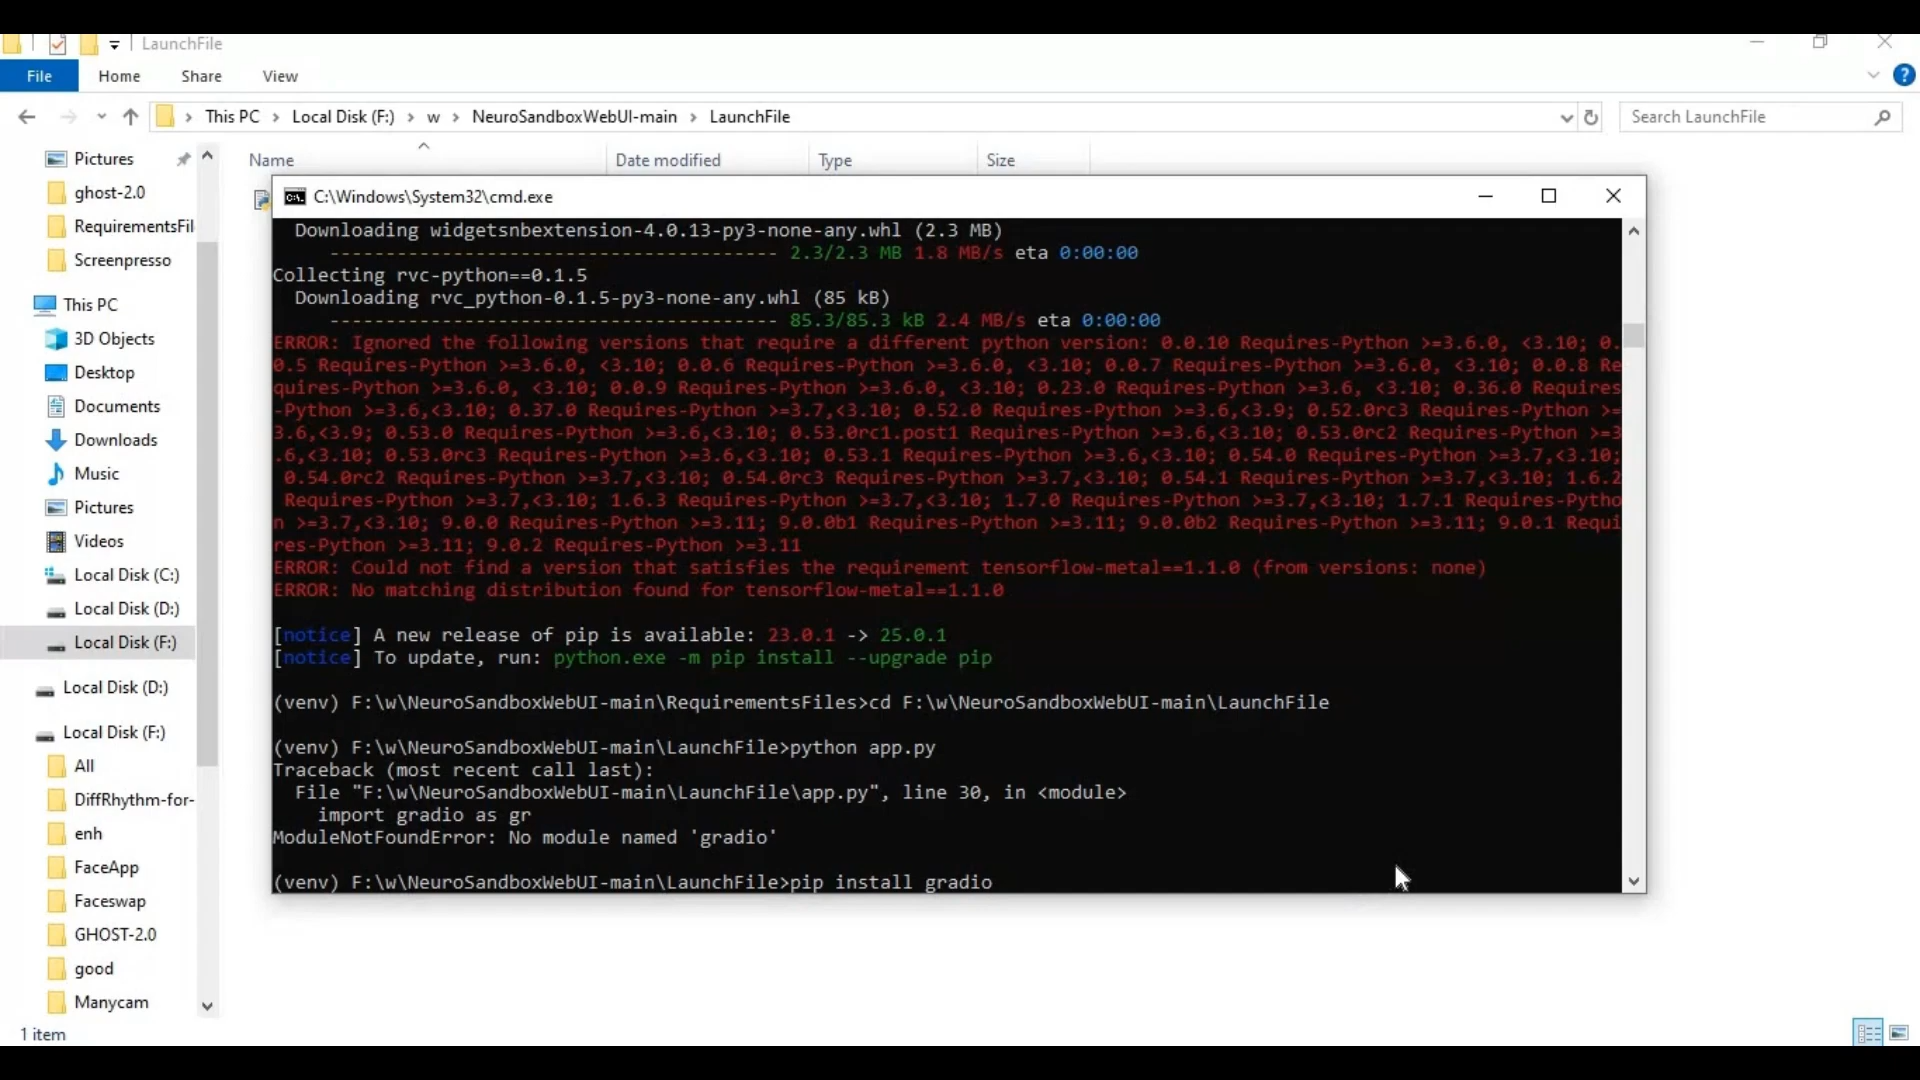 LaunchFile
File Home Share View
This PC Local Disk (F:) w NeuroSandboxWebUI-main LaunchFile
Search LaunchFile
Name Date modified Type Size
Pictures
ghost-2.0
RequirementsFil
Screenpresso
This PC
3D Objects
Desktop
Documents
Downloads
Music
Pictures
Videos
Local Disk (C:)
Local Disk (D:)
Local Disk (F:)
Local Disk (D:)
Local Disk (F:)
All
DiffRhythm-for-
enh
FaceApp
Faceswap
GHOST-2.0
good
Manycam
1 item
C:\Windows\System32\cmd.exe
Downloading widgetsnbextension-4.0.13-py3-none-any.whl (2.3 MB)
---------------------------------------- 2.3/2.3 MB 1.8 MB/s eta 0:00:00
Collecting rvc-python==0.1.5
Downloading rvc_python-0.1.5-py3-none-any.whl (85 kB)
---------------------------------------- 85.3/85.3 kB 2.4 MB/s eta 0:00:00
ERROR: Ignored the following versions that require a different python version: 0.0.10 Requires-Python >=3.6.0, <3.10; 0.
0.5 Requires-Python >=3.6.0, <3.10; 0.0.6 Requires-Python >=3.6.0, <3.10; 0.0.7 Requires-Python >=3.6.0, <3.10; 0.0.8 Re
quires-Python >=3.6.0, <3.10; 0.0.9 Requires-Python >=3.6.0, <3.10; 0.23.0 Requires-Python >=3.6, <3.10; 0.36.0 Requires
-Python >=3.6,<3.10; 0.37.0 Requires-Python >=3.7,<3.10; 0.52.0 Requires-Python >=3.6,<3.9; 0.52.0rc3 Requires-Python >=
3.6,<3.9; 0.53.0 Requires-Python >=3.6,<3.10; 0.53.0rc1.post1 Requires-Python >=3.6,<3.10; 0.53.0rc2 Requires-Python >=3
.6,<3.10; 0.53.0rc3 Requires-Python >=3.6,<3.10; 0.53.1 Requires-Python >=3.6,<3.10; 0.54.0 Requires-Python >=3.7,<3.10;
0.54.0rc2 Requires-Python >=3.7,<3.10; 0.54.0rc3 Requires-Python >=3.7,<3.10; 0.54.1 Requires-Python >=3.7,<3.10; 1.6.2
Requires-Python >=3.7,<3.10; 1.6.3 Requires-Python >=3.7,<3.10; 1.7.0 Requires-Python >=3.7,<3.10; 1.7.1 Requires-Pytho
n >=3.7,<3.10; 9.0.0 Requires-Python >=3.11; 9.0.0b1 Requires-Python >=3.11; 9.0.0b2 Requires-Python >=3.11; 9.0.1 Requi
res-Python >=3.11; 9.0.2 Requires-Python >=3.11
ERROR: Could not find a version that satisfies the requirement tensorflow-metal==1.1.0 (from versions: none)
ERROR: No matching distribution found for tensorflow-metal==1.1.0
[notice] A new release of pip is available: 23.0.1 -> 25.0.1
[notice] To update, run: python.exe -m pip install --upgrade pip
(venv) F:\w\NeuroSandboxWebUI-main\RequirementsFiles>cd F:\w\NeuroSandboxWebUI-main\LaunchFile
(venv) F:\w\NeuroSandboxWebUI-main\LaunchFile>python app.py
Traceback (most recent call last):
File "F:\w\NeuroSandboxWebUI-main\LaunchFile\app.py", line 30, in <module>
import gradio as gr
ModuleNotFoundError: No module named 'gradio'
(venv) F:\w\NeuroSandboxWebUI-main\LaunchFile>pip install gradio